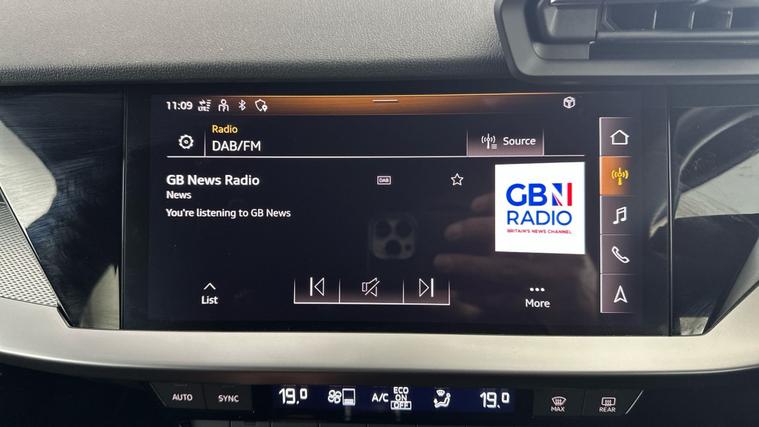 11:09
Radio
DAB/FM
Source
GB News Radio
DAB
News
You're listening to GB News
GBN
RADIO
BRITAIN'S NEWS CHANNEL
List
More
AUTO
SYNC
19.0
A/C
ECO
ON
OFF
19.0
MAX
REAR